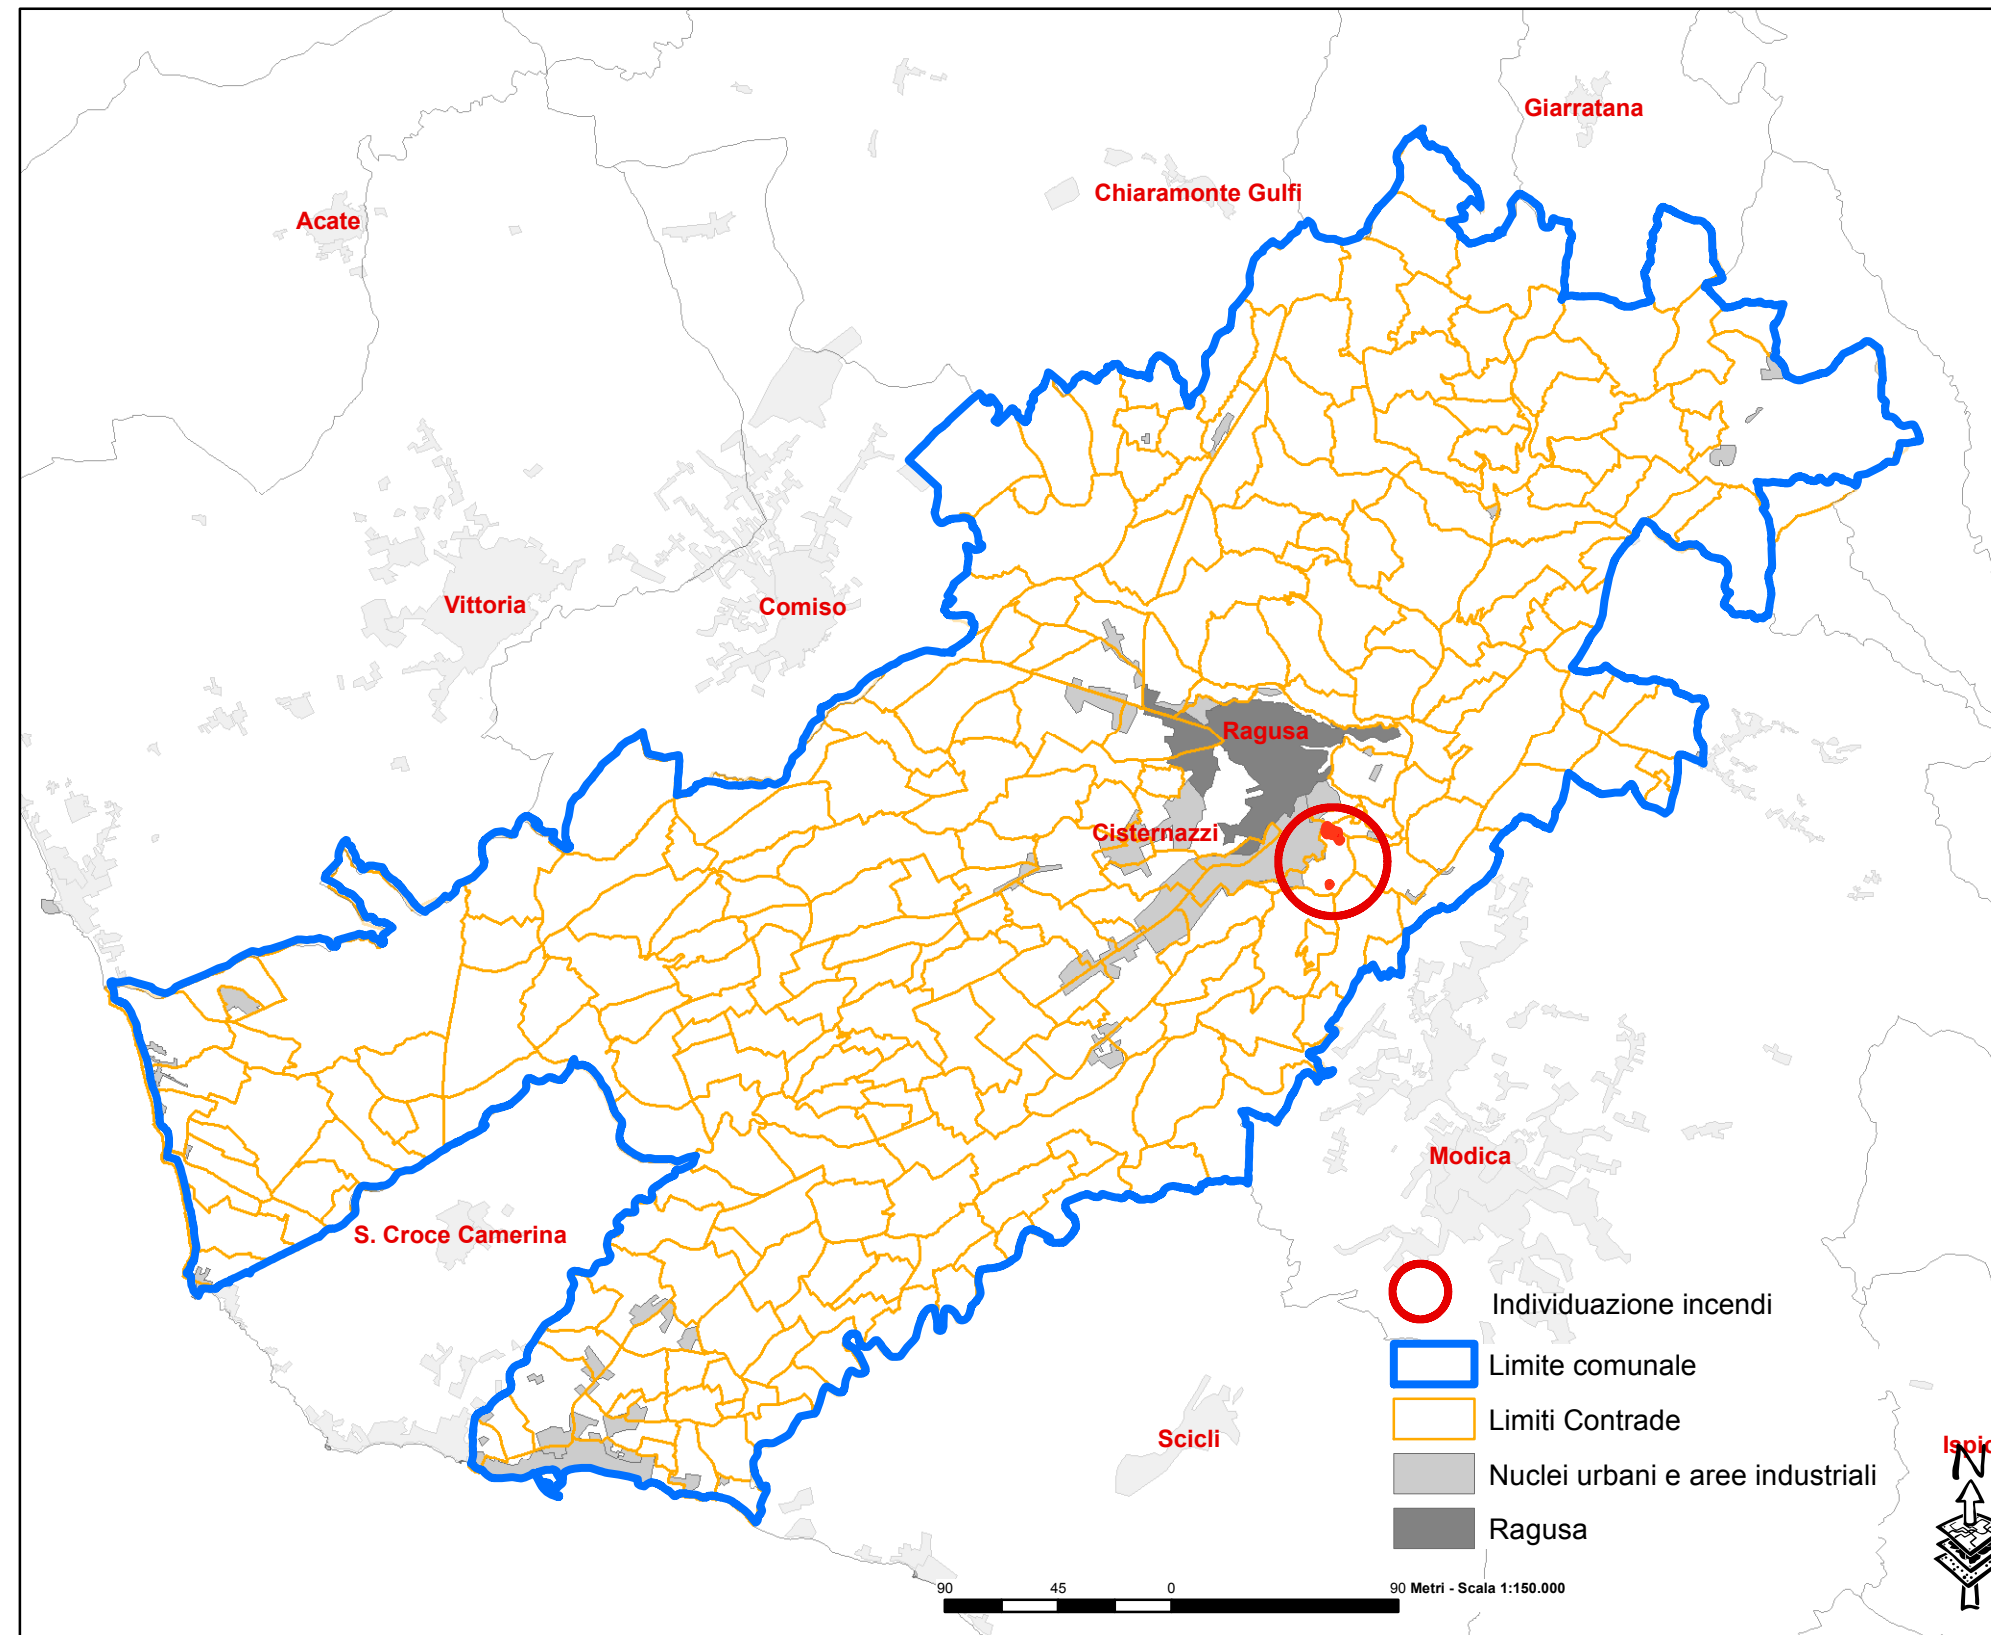 Giarratana
Chiaramonte Gulfi
Acate
Vittoria
Comiso
Ragusa
Cisternazzi
Modica
S. Croce Camerina
Individuazione incendi
Limite comunale
Limiti Contrade
Scicli
Nuclei urbani e aree industriali
Ragusa
N
90 45 0 90 Metri - Scala 1:150.000